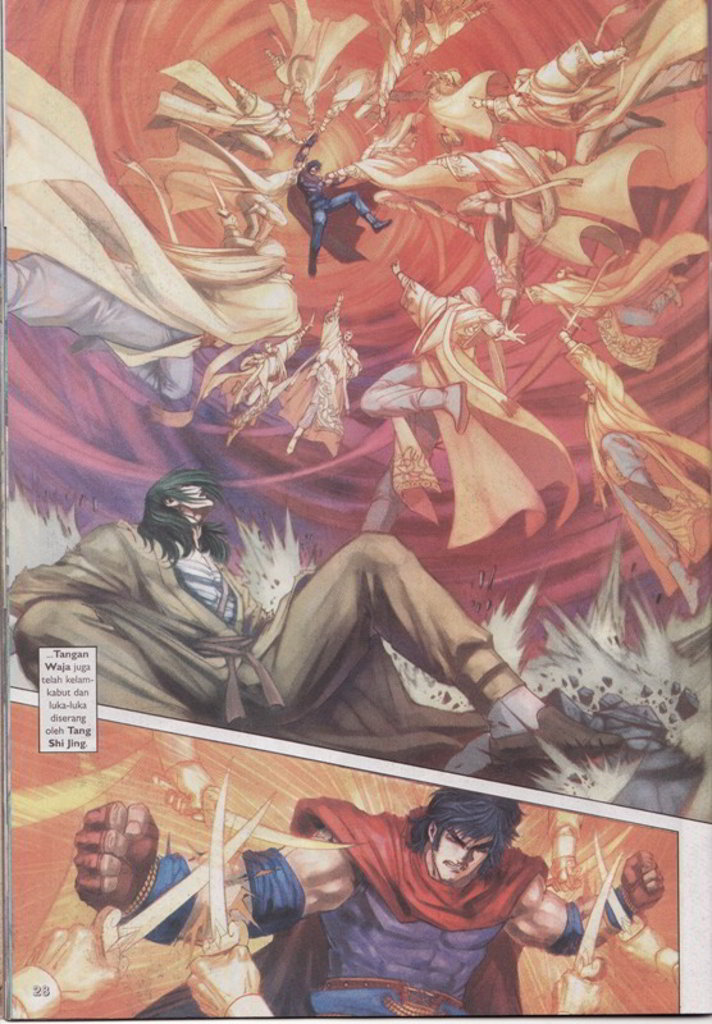 ...Tangan
Waja juga
telah kelam-
kabut dan
luka-luka
diserang
oleh Tang
Shi Jing.
28